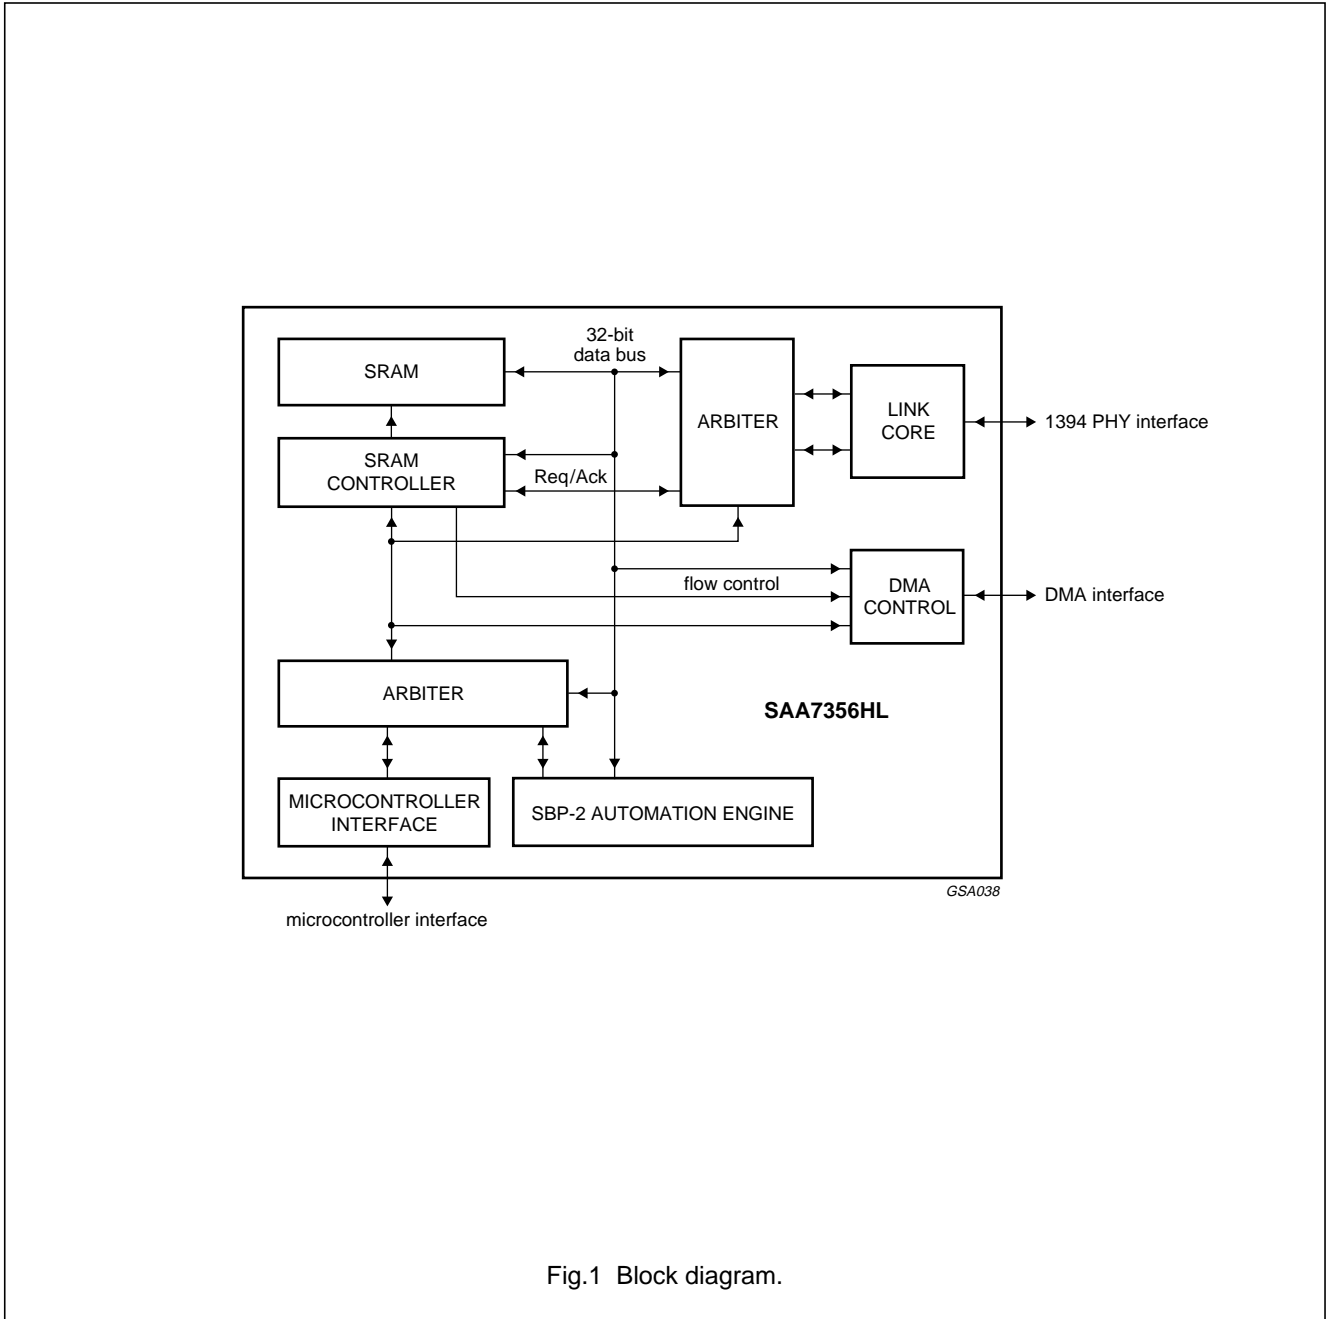 32-bit
data bus
SRAM
ARBITER
LINK
CORE
1394 PHY interface
SRAM
CONTROLLER
Req/Ack
flow control
DMA
CONTROL
DMA interface
ARBITER
SAA7356HL
MICROCONTROLLER
INTERFACE
SBP-2 AUTOMATION ENGINE
GSA038
microcontroller interface
Fig.1 Block diagram.